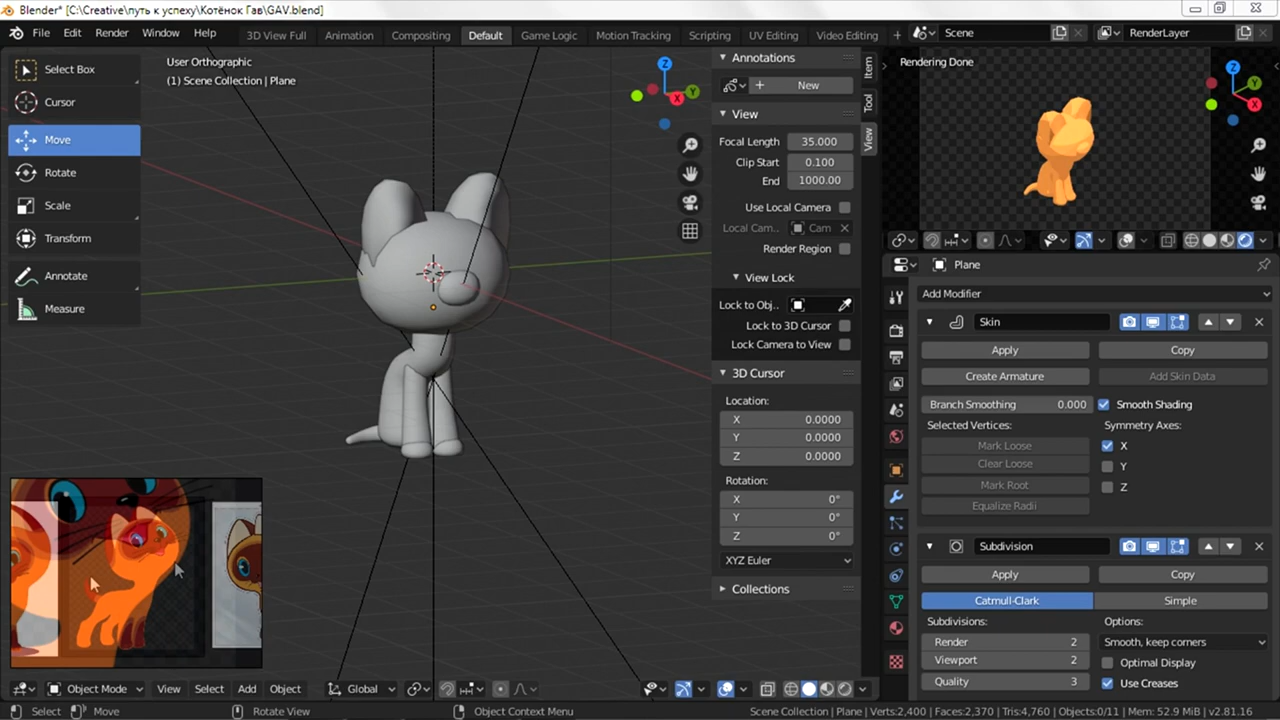 Blender* [C:\Creative\путь к успеху\Котёнок Гав\GAV.blend]
File Edit Render Window Help 3D View Full Animation Compositing Default Game Logic Motion Tracking Scripting UV Editing Video Editing + Scene RenderLayer
Select Box
Cursor
Move
Rotate
Scale
Transform
Annotate
Measure
User Orthographic
(1) Scene Collection | Plane
Z
Y
X
Annotations
+ New
View
Focal Length 35.000
Clip Start 0.100
End 1000.00
Use Local Camera
Local Cam.. Cam
Render Region
View Lock
Lock to Obj..
Lock to 3D Cursor
Lock Camera to View
3D Cursor
Location:
X 0.0000
Y 0.0000
Z 0.0000
Rotation:
X 0°
Y 0°
Z 0°
XYZ Euler
Collections
Item
Tool
View
Rendering Done
Z
Y
X
Plane
Add Modifier
Skin
Apply Copy
Create Armature Add Skin Data
Branch Smoothing 0.000 Smooth Shading
Selected Vertices: Symmetry Axes:
Mark Loose X
Clear Loose Y
Mark Root Z
Equalize Radii
Subdivision
Apply Copy
Catmull-Clark Simple
Subdivisions: Options:
Render 2 Smooth, keep corners
Viewport 2 Optimal Display
Quality 3 Use Creases
Object Mode View Select Add Object Global
Select Move Rotate View Object Context Menu Scene Collection | Plane | Verts:2,400 | Faces:2,370 | Tris:4,760 | Objects:0/11 | Mem: 52.9 MiB | v2.81.16